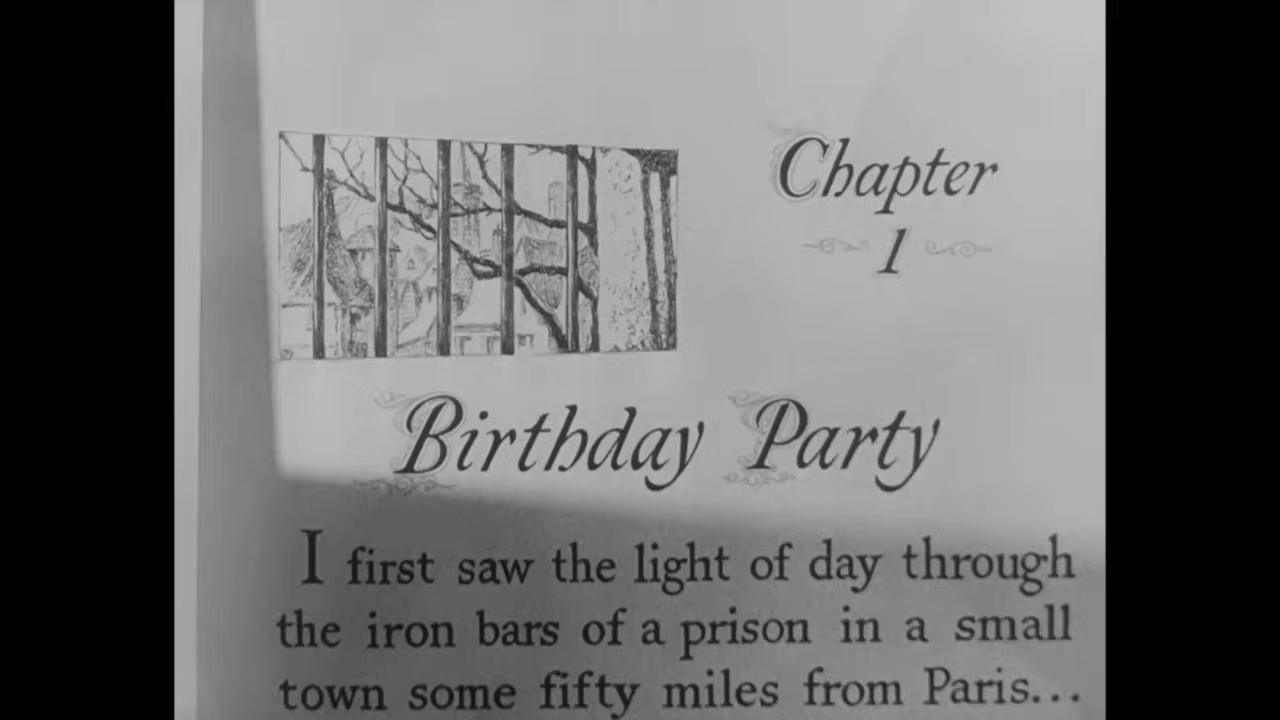 Chapter
1
Birthday Party
I first saw the light of day through
the iron bars of a prison in a small
town some fifty miles from Paris...